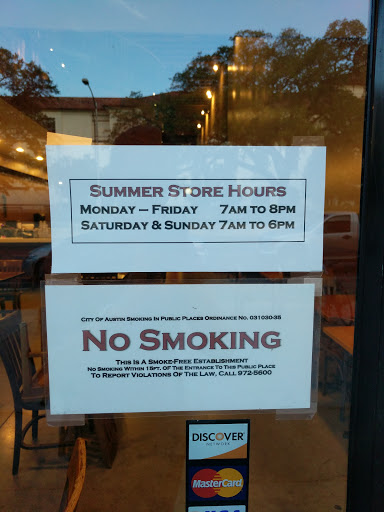 SUMMER STORE HOURS
MONDAY – FRIDAY 7AM TO 8PM
SATURDAY & SUNDAY 7AM TO 6PM
CITY OF AUSTIN SMOKING IN PUBLIC PLACES ORDINANCE NO. 031030-35
NO SMOKING
THIS IS A SMOKE-FREE ESTABLISHMENT
NO SMOKING WITHIN 15FT. OF THE ENTRANCE TO THIS PUBLIC PLACE
TO REPORT VIOLATIONS OF THE LAW, CALL 972-5600
DISCOVER
NETWORK
MasterCard